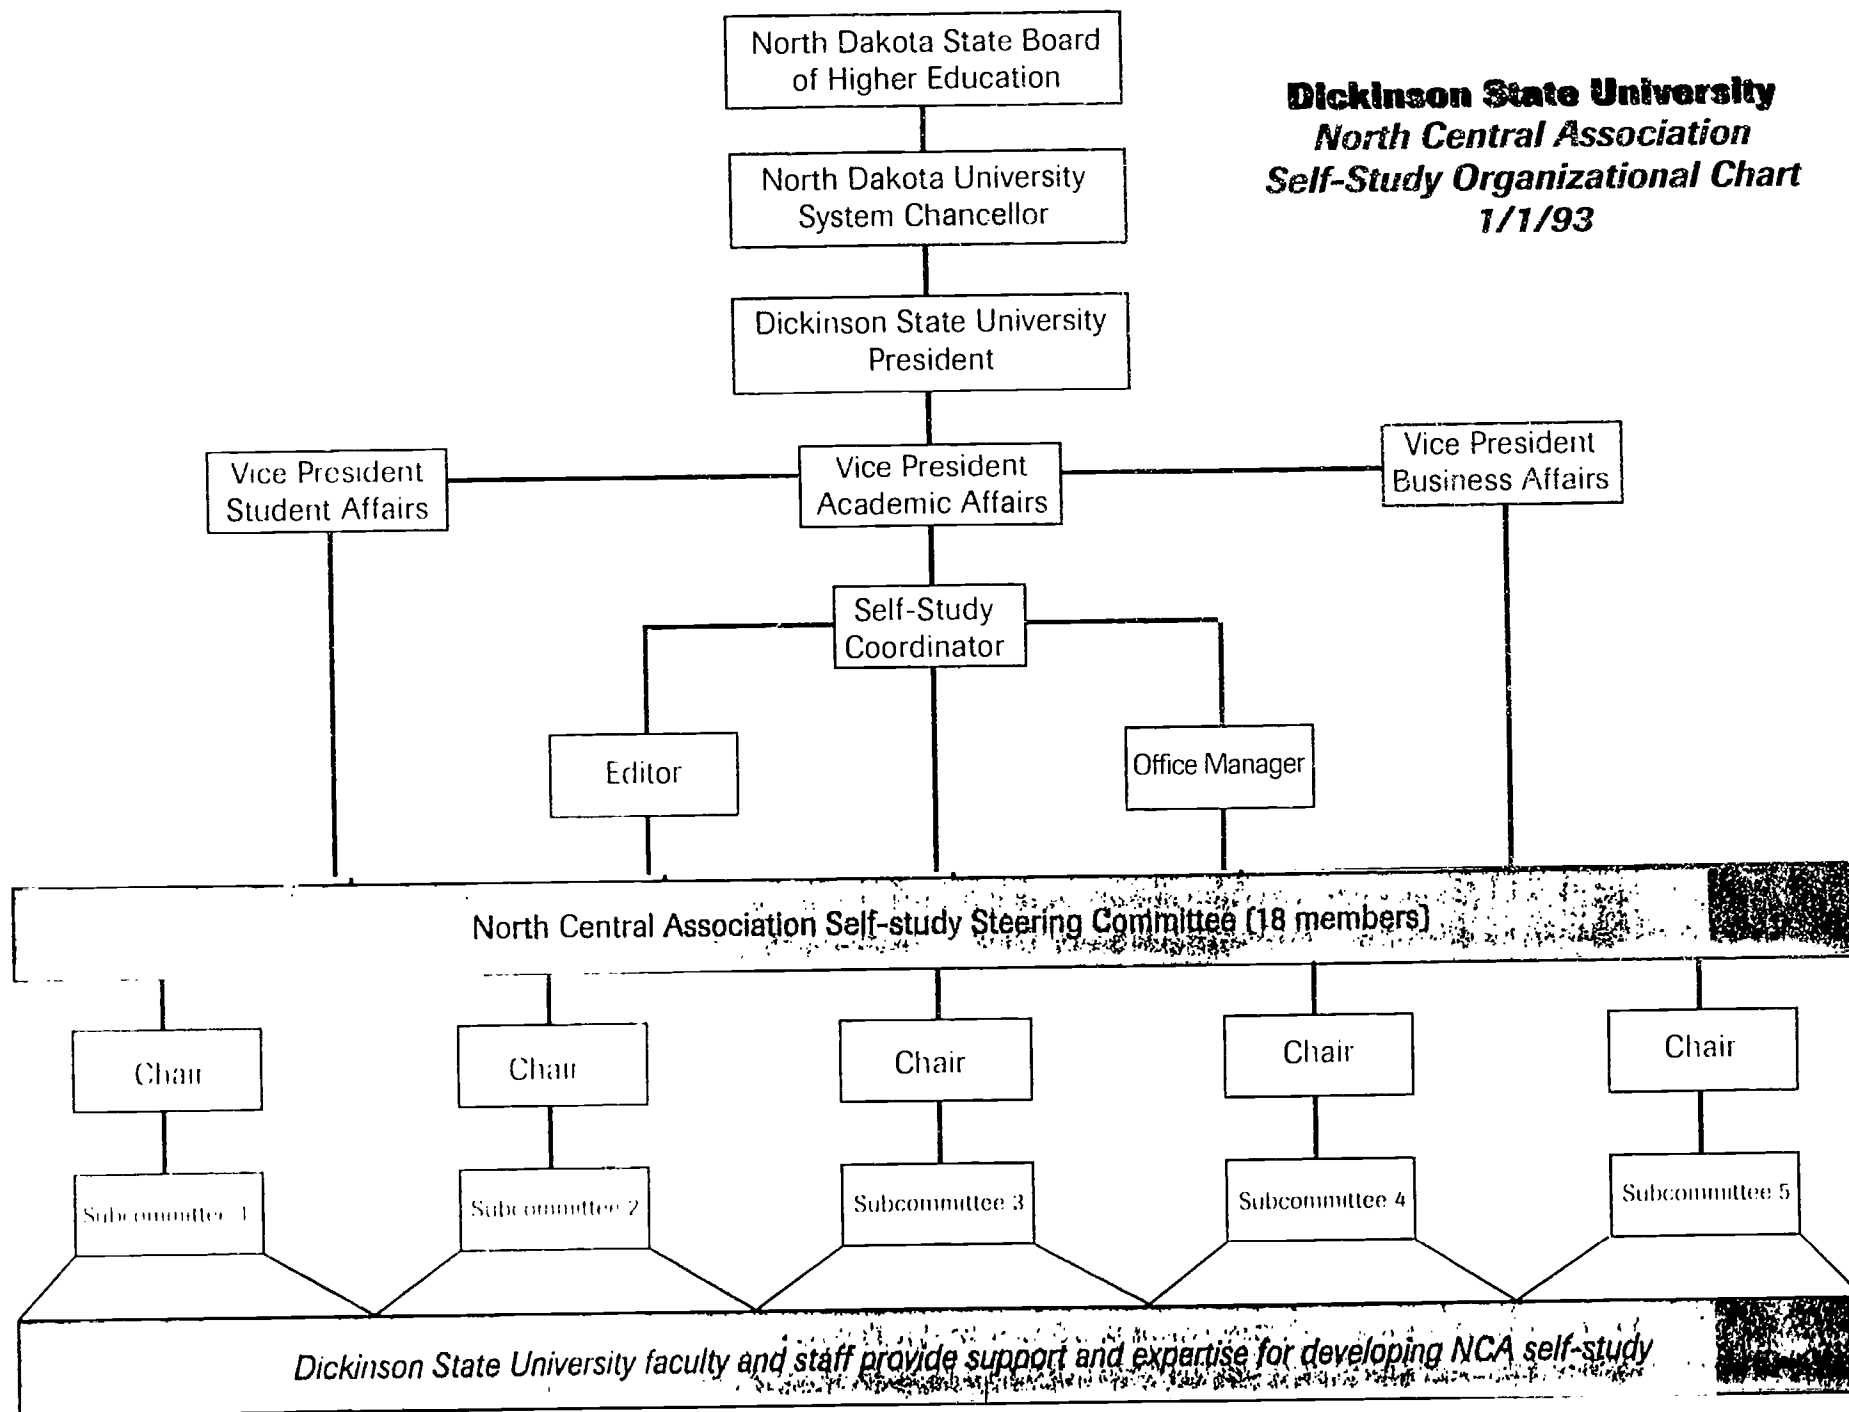 North Dakota State Board
of Higher Education
Dickinson State University
North Central Association
Self-Study Organizational Chart
1/1/93
North Dakota University
System Chancellor
Dickinson State University
President
Vice President
Student Affairs
Vice President
Academic Affairs
Vice President
Business Affairs
Self-Study
Coordinator
Editor
Office Manager
North Central Association Self-study Steering Committee (18 members)
Chair
Chair
Chair
Chair
Chair
Subcommittee 1
Subcommittee 2
Subcommittee 3
Subcommittee 4
Subcommittee 5
Dickinson State University faculty and staff provide support and expertise for developing NCA self-study